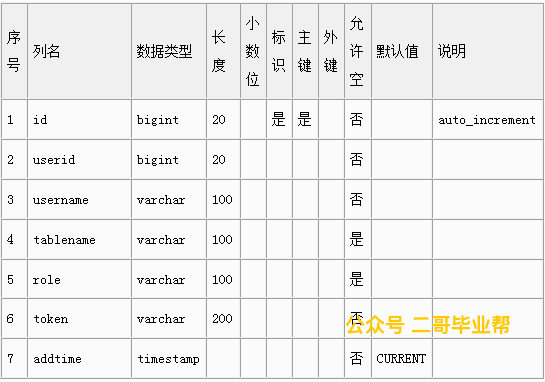 序号 列名 数据类型 长度 小数位 标识 主键 外键 允许空 默认值 说明
1 id bigint 20 是 是 否 auto_increment
2 userid bigint 20 否
3 username varchar 100 否
4 tablename varchar 100 是
5 role varchar 100 是
6 token varchar 200 否
公众号 二哥毕业帮
7 addtime timestamp 否 CURRENT